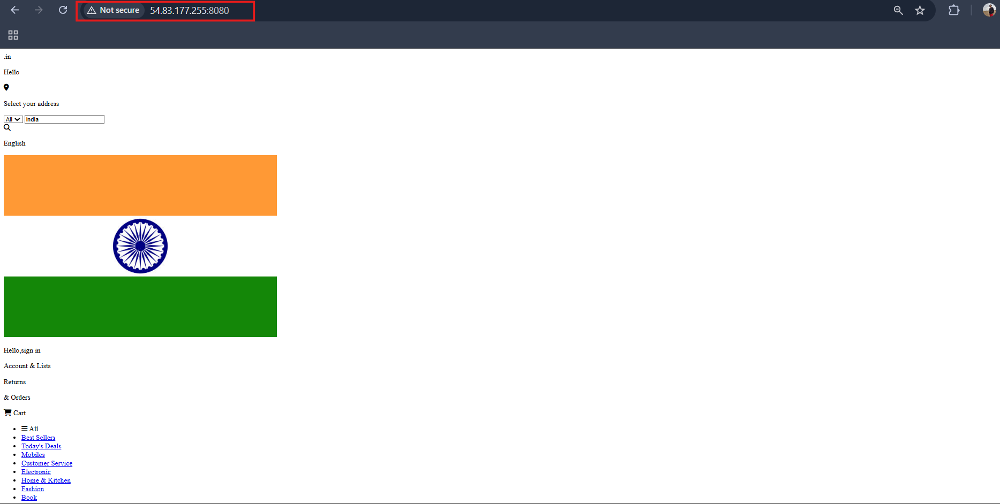 Not secure 54.83.177.255:8080
.in
Hello
Select your address
All india
English
Hello,sign in
Account & Lists
Returns
& Orders
Cart
All
Best Sellers
Today's Deals
Mobiles
Customer Service
Electronic
Home & Kitchen
Fashion
Book